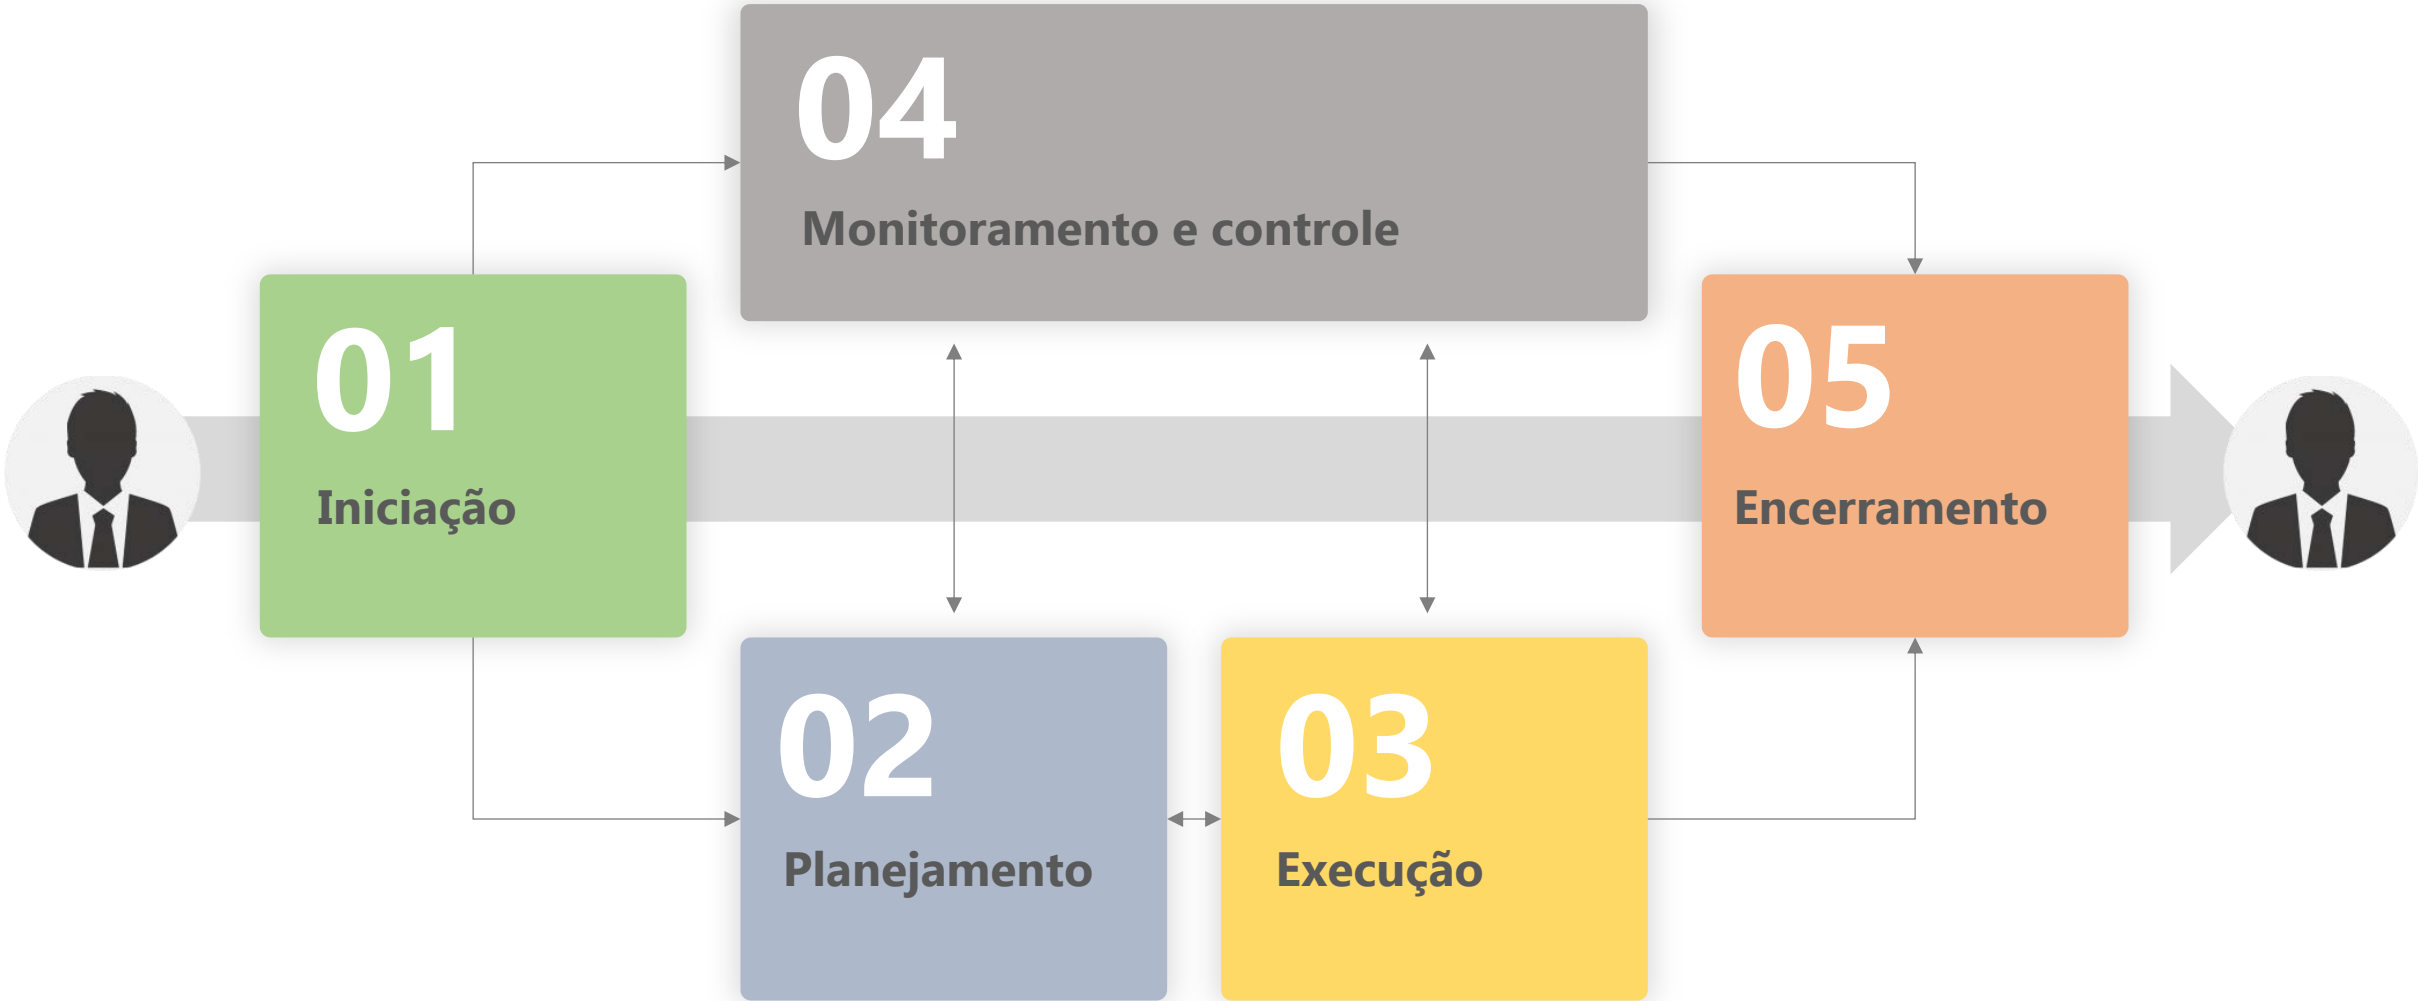 04
Monitoramento e controle
01
Iniciação
05
Encerramento
02
Planejamento
03
Execução